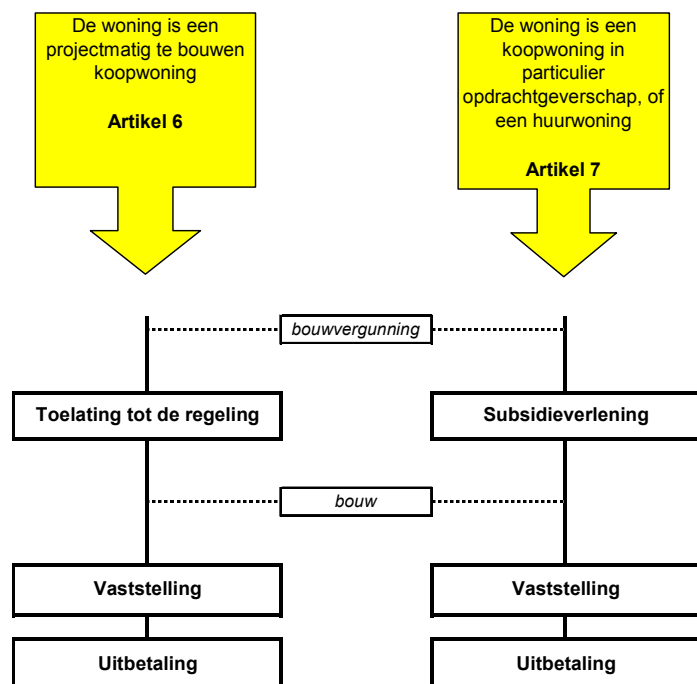 De woning is een
projectmatig te bouwen
koopwoning
Artikel 6
De woning is een
koopwoning in
particulier
opdrachtgeverschap, of
een huurwoning
Artikel 7
bouwvergunning
Toelating tot de regeling
Subsidieverlening
bouw
Vaststelling
Vaststelling
Uitbetaling
Uitbetaling